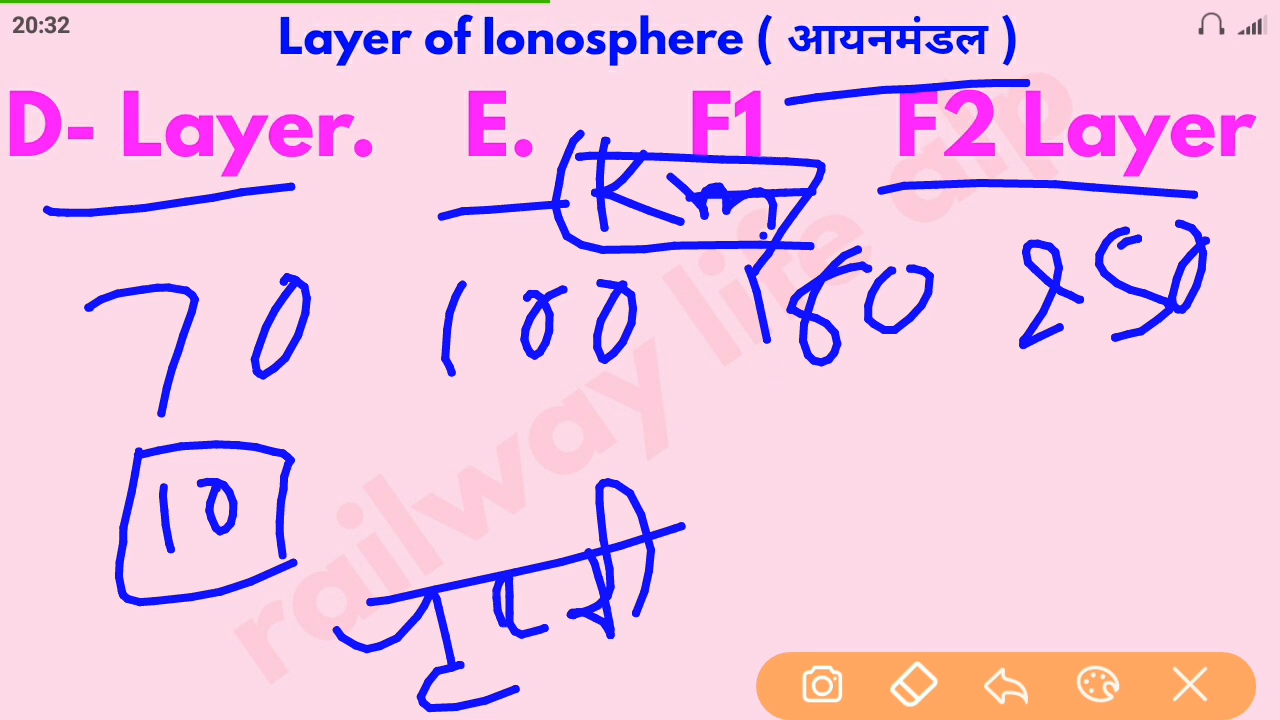 20:32
Layer of Ionosphere ( आयनमंडल )
D- Layer. E. F1 F2 Layer
Km
70 100 180 250
10
railway life dip